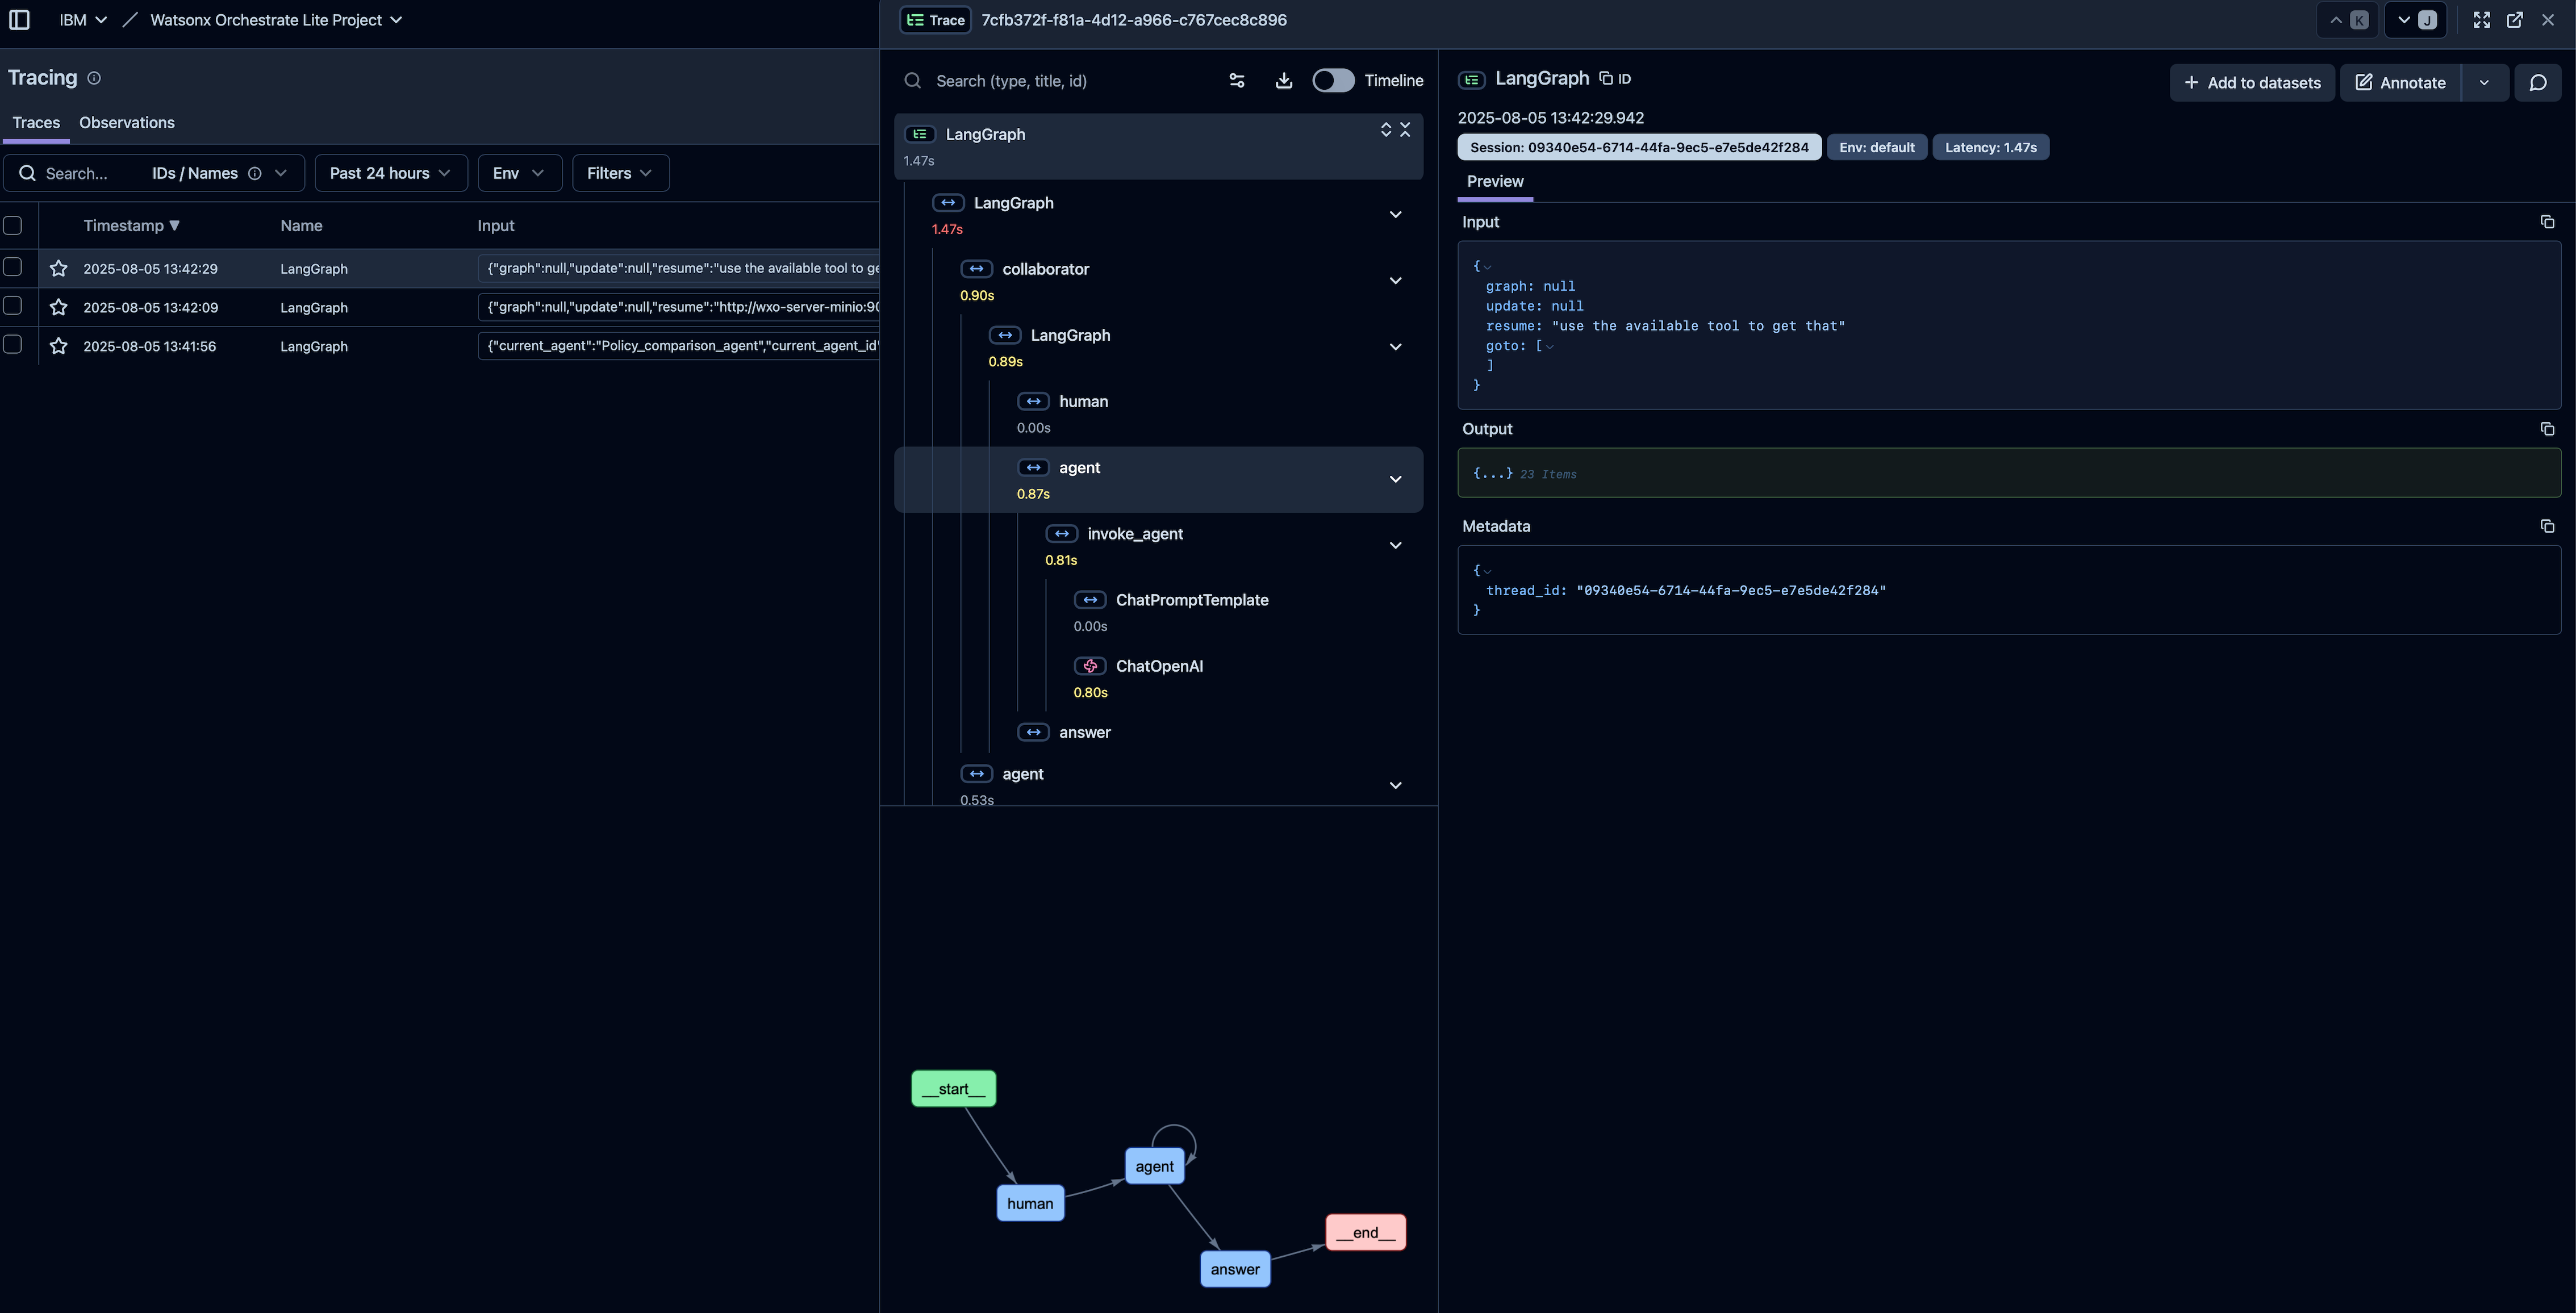 IBM / Watsonx Orchestrate Lite Project
Tracing
Traces Observations
Search... IDs / Names Past 24 hours Env Filters
Timestamp ▼ Name Input
2025-08-05 13:42:29 LangGraph {"graph":null,"update":null,"resume":"use the available tool to ge
2025-08-05 13:42:09 LangGraph {"graph":null,"update":null,"resume":"http://wxo-server-minio:90
2025-08-05 13:41:56 LangGraph {"current_agent":"Policy_comparison_agent","current_agent_id"
Trace 7cfb372f-f81a-4d12-a966-c767cec8c896
K J
Search (type, title, id) Timeline
LangGraph
1.47s
LangGraph
1.47s
collaborator
0.90s
LangGraph
0.89s
human
0.00s
agent
0.87s
invoke_agent
0.81s
ChatPromptTemplate
0.00s
ChatOpenAI
0.80s
answer
agent
0.53s
__start__
human
agent
answer
__end__
LangGraph ID
+ Add to datasets Annotate
2025-08-05 13:42:29.942
Session: 09340e54-6714-44fa-9ec5-e7e5de42f284 Env: default Latency: 1.47s
Preview
Input
{
graph: null
update: null
resume: "use the available tool to get that"
goto: [
]
}
Output
{...} 23 Items
Metadata
{
thread_id: "09340e54-6714-44fa-9ec5-e7e5de42f284"
}